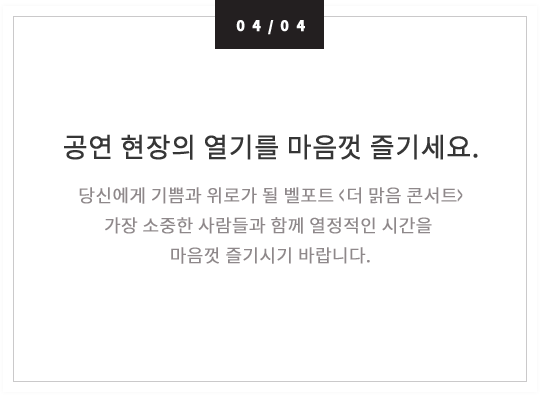 04/04
공연 현장의 열기를 마음껏 즐기세요.
당신에게 기쁨과 위로가 될 벨포트 <더 맑음 콘서트>
가장 소중한 사람들과 함께 열정적인 시간을
마음껏 즐기시기 바랍니다.